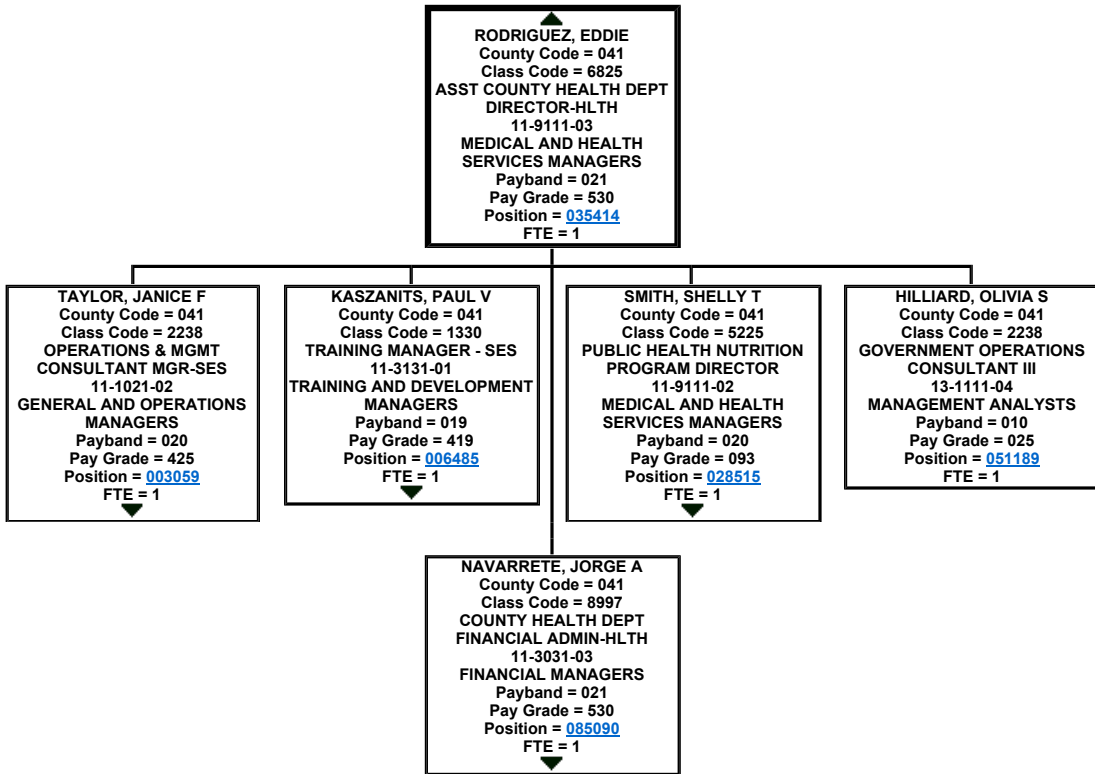 RODRIGUEZ, EDDIE
County Code = 041
Class Code = 6825
ASST COUNTY HEALTH DEPT
DIRECTOR-HLTH
11-9111-03
MEDICAL AND HEALTH
SERVICES MANAGERS
Payband = 021
Pay Grade = 530
Position = 035414
FTE = 1
TAYLOR, JANICE F
County Code = 041
Class Code = 2238
OPERATIONS & MGMT
CONSULTANT MGR-SES
11-1021-02
GENERAL AND OPERATIONS
MANAGERS
Payband = 020
Pay Grade = 425
Position = 003059
FTE = 1
KASZANITS, PAUL V
County Code = 041
Class Code = 1330
TRAINING MANAGER - SES
11-3131-01
TRAINING AND DEVELOPMENT
MANAGERS
Payband = 019
Pay Grade = 419
Position = 006485
FTE = 1
SMITH, SHELLY T
County Code = 041
Class Code = 5225
PUBLIC HEALTH NUTRITION
PROGRAM DIRECTOR
11-9111-02
MEDICAL AND HEALTH
SERVICES MANAGERS
Payband = 020
Pay Grade = 093
Position = 028515
FTE = 1
HILLIARD, OLIVIA S
County Code = 041
Class Code = 2238
GOVERNMENT OPERATIONS
CONSULTANT III
13-1111-04
MANAGEMENT ANALYSTS
Payband = 010
Pay Grade = 025
Position = 051189
FTE = 1
NAVARRETE, JORGE A
County Code = 041
Class Code = 8997
COUNTY HEALTH DEPT
FINANCIAL ADMIN-HLTH
11-3031-03
FINANCIAL MANAGERS
Payband = 021
Pay Grade = 530
Position = 085090
FTE = 1